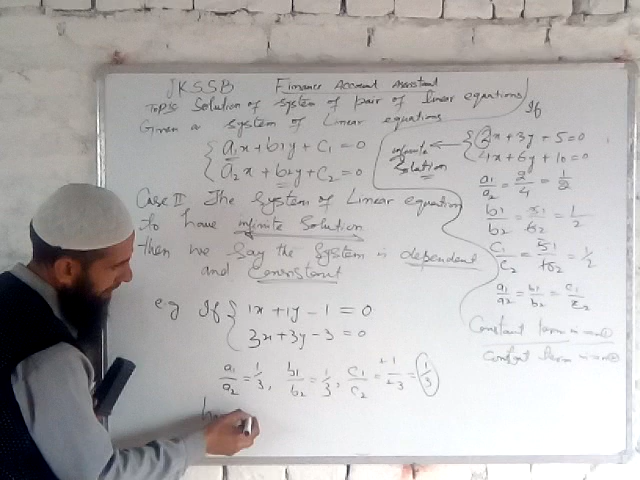 JKSSB Finance Account Assistant
Topic Solution of System of pair of linear equations
Given a system of Linear equations
a₁x + b₁y + c₁ = 0
a₂x + b₂y + c₂ = 0
Case II The System of Linear equation
to have infinite Solution
then we say the System is dependent
and Consistent
eg If 1x + 1y - 1 = 0
3x + 3y - 3 = 0
a₁/a₂ = 1/3, b₁/b₂ = 1/3, c₁/c₂ = -1/-3 = 1/3
If
2x + 3y + 5 = 0
4x + 6y + 10 = 0
infinite
Solution
a₁/a₂ = 2/4 = 1/2
b₁/b₂ = 3/6 = 1/2
c₁/c₂ = 5/10 = 1/2
a₁/a₂ = b₁/b₂ = c₁/c₂
Constant term in
Constant term in